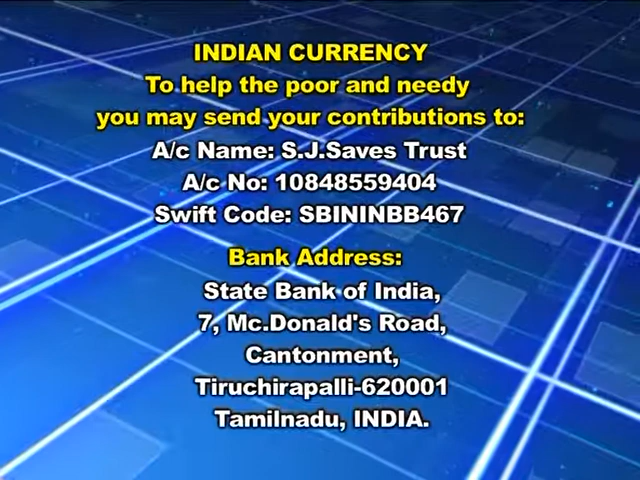 INDIAN CURRENCY
To help the poor and needy
you may send your contributions to:
A/c Name: S.J.Saves Trust
A/c No: 10848559404
Swift Code: SBININBB467
Bank Address:
State Bank of India,
7, Mc.Donald's Road,
Cantonment,
Tiruchirapalli-620001
Tamilnadu, INDIA.